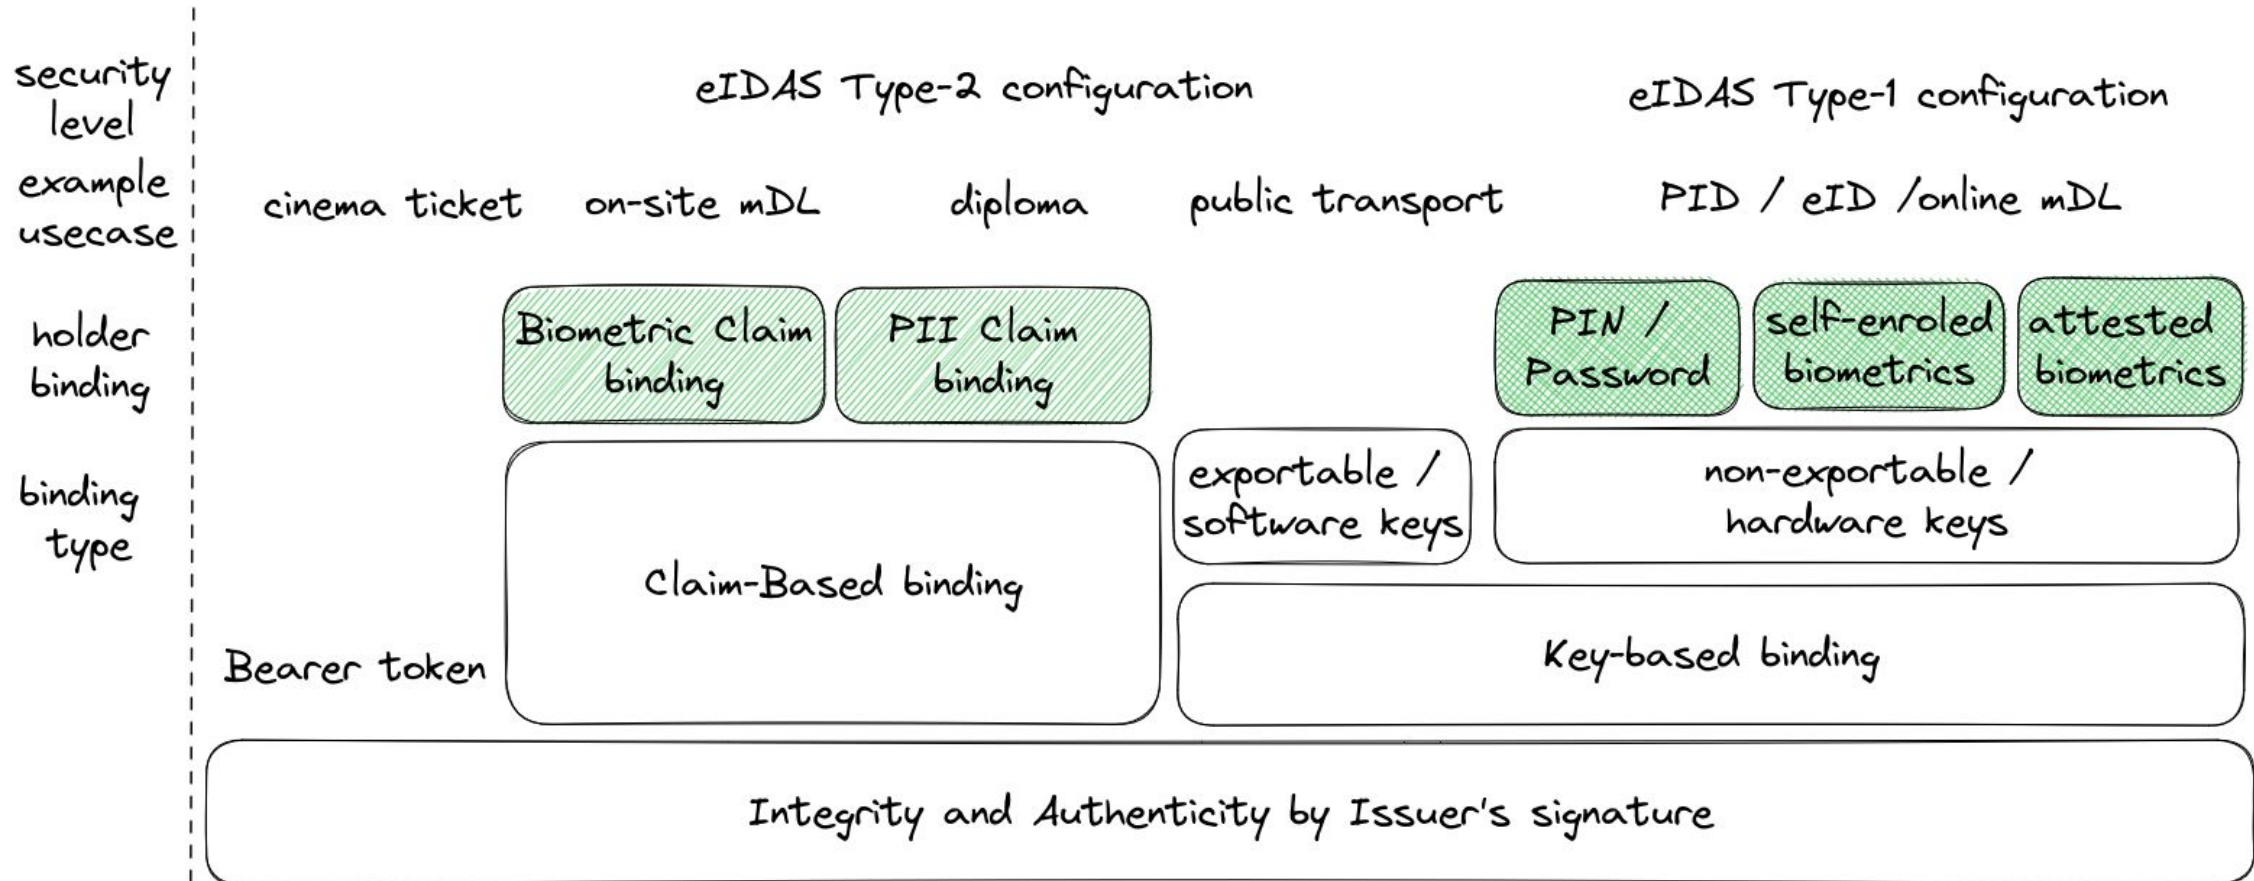 security
level
eIDAS Type-2 configuration
eIDAS Type-1 configuration
example
usecase
cinema ticket
on-site mDL
diploma
public transport
PID / eID /online mDL
holder
binding
Biometric Claim
binding
PII Claim
binding
PIN /
Password
self-enroled
biometrics
attested
biometrics
binding
type
exportable /
software keys
non-exportable /
hardware keys
Claim-Based binding
Key-based binding
Bearer token
Integrity and Authenticity by Issuer's signature